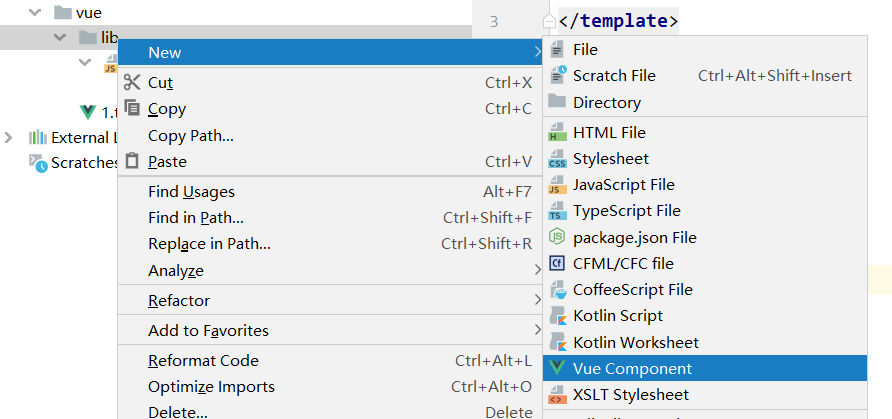 vue
lib
1.t
External L
Scratches
3
</template>
New
Cut Ctrl+X
Copy Ctrl+C
Copy Path...
Paste Ctrl+V
Find Usages Alt+F7
Find in Path... Ctrl+Shift+F
Replace in Path... Ctrl+Shift+R
Analyze
Refactor
Add to Favorites
Reformat Code Ctrl+Alt+L
Optimize Imports Ctrl+Alt+O
Delete... Delete
File
Scratch File Ctrl+Alt+Shift+Insert
Directory
HTML File
Stylesheet
JavaScript File
TypeScript File
package.json File
CFML/CFC file
CoffeeScript File
Kotlin Script
Kotlin Worksheet
Vue Component
XSLT Stylesheet